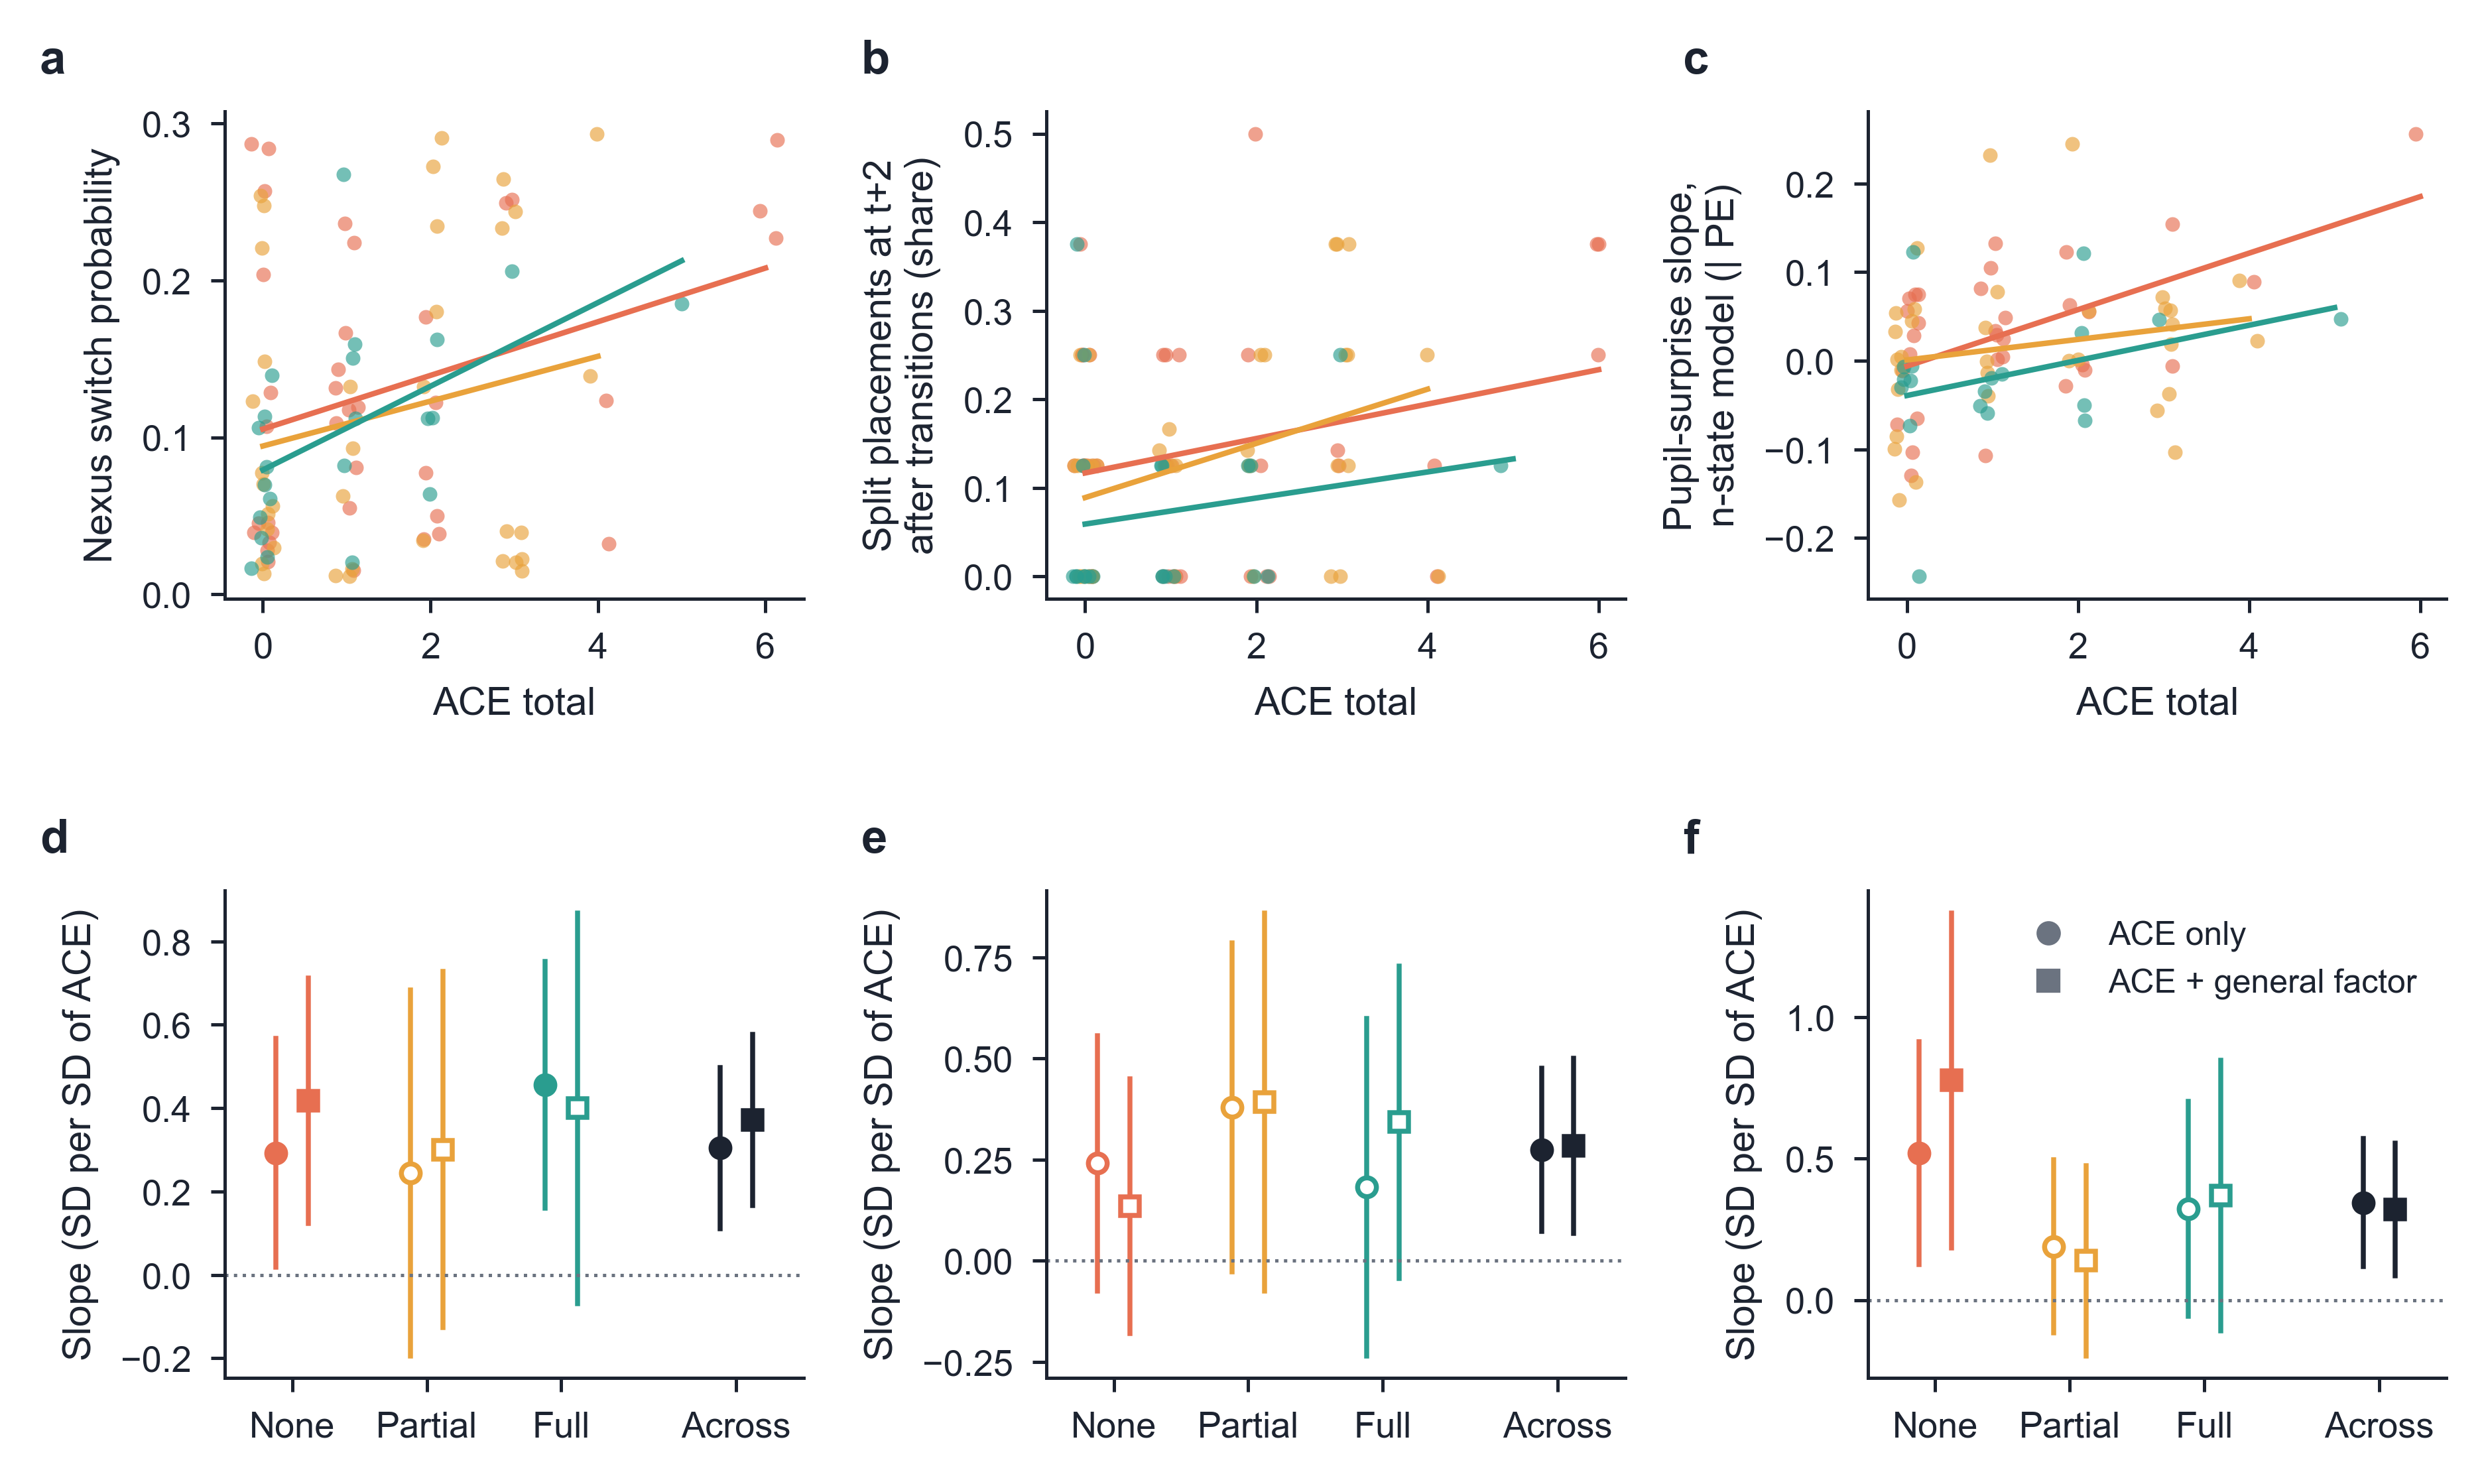 a
Nexus switch probability
0.3
0.2
0.1
0.0
0
2
4
6
ACE total
b
Split placements at t+2
after transitions (share)
0.5
0.4
0.3
0.2
0.1
0.0
0
2
4
6
ACE total
c
Pupil-surprise slope,
n-state model (| PE)
0.2
0.1
0.0
−0.1
−0.2
0
2
4
6
ACE total
d
Slope (SD per SD of ACE)
0.8
0.6
0.4
0.2
0.0
−0.2
None
Partial
Full
Across
e
Slope (SD per SD of ACE)
0.75
0.50
0.25
0.00
−0.25
None
Partial
Full
Across
f
Slope (SD per SD of ACE)
1.0
0.5
0.0
ACE only
ACE + general factor
None
Partial
Full
Across